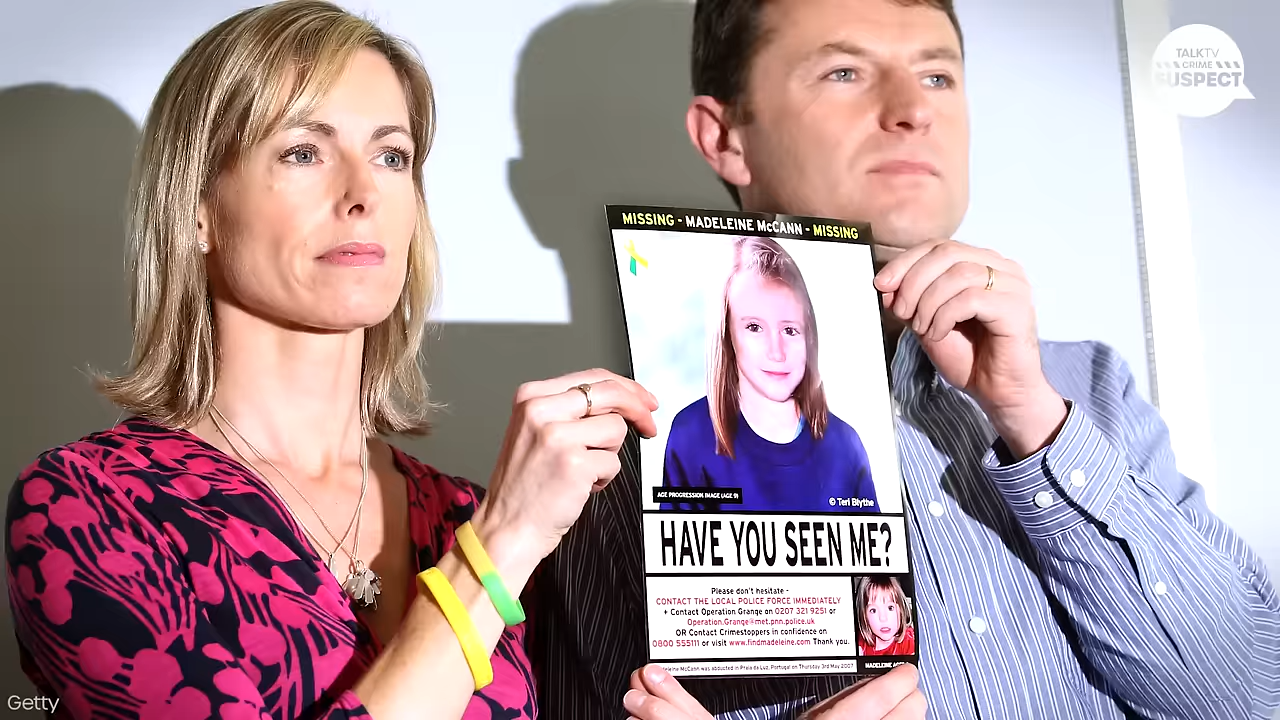 TALKTV
CRIME
SUSPECT
MISSING - MADELEINE McCANN - MISSING
AGE PROGRESSION IMAGE (AGE 9)
© Teri Blythe
HAVE YOU SEEN ME?
Please don't hesitate -
CONTACT THE LOCAL POLICE FORCE IMMEDIATELY
+ Contact Operation Grange on 0207 321 9251 or
Operation.Grange@met.pnn.police.uk
OR Contact Crimestoppers in confidence on
0800 555111 or visit www.findmadeleine.com Thank you.
McCann was abducted in Praia da Luz, Portugal on Thursday 3rd May 2007
MADELEINE
Getty